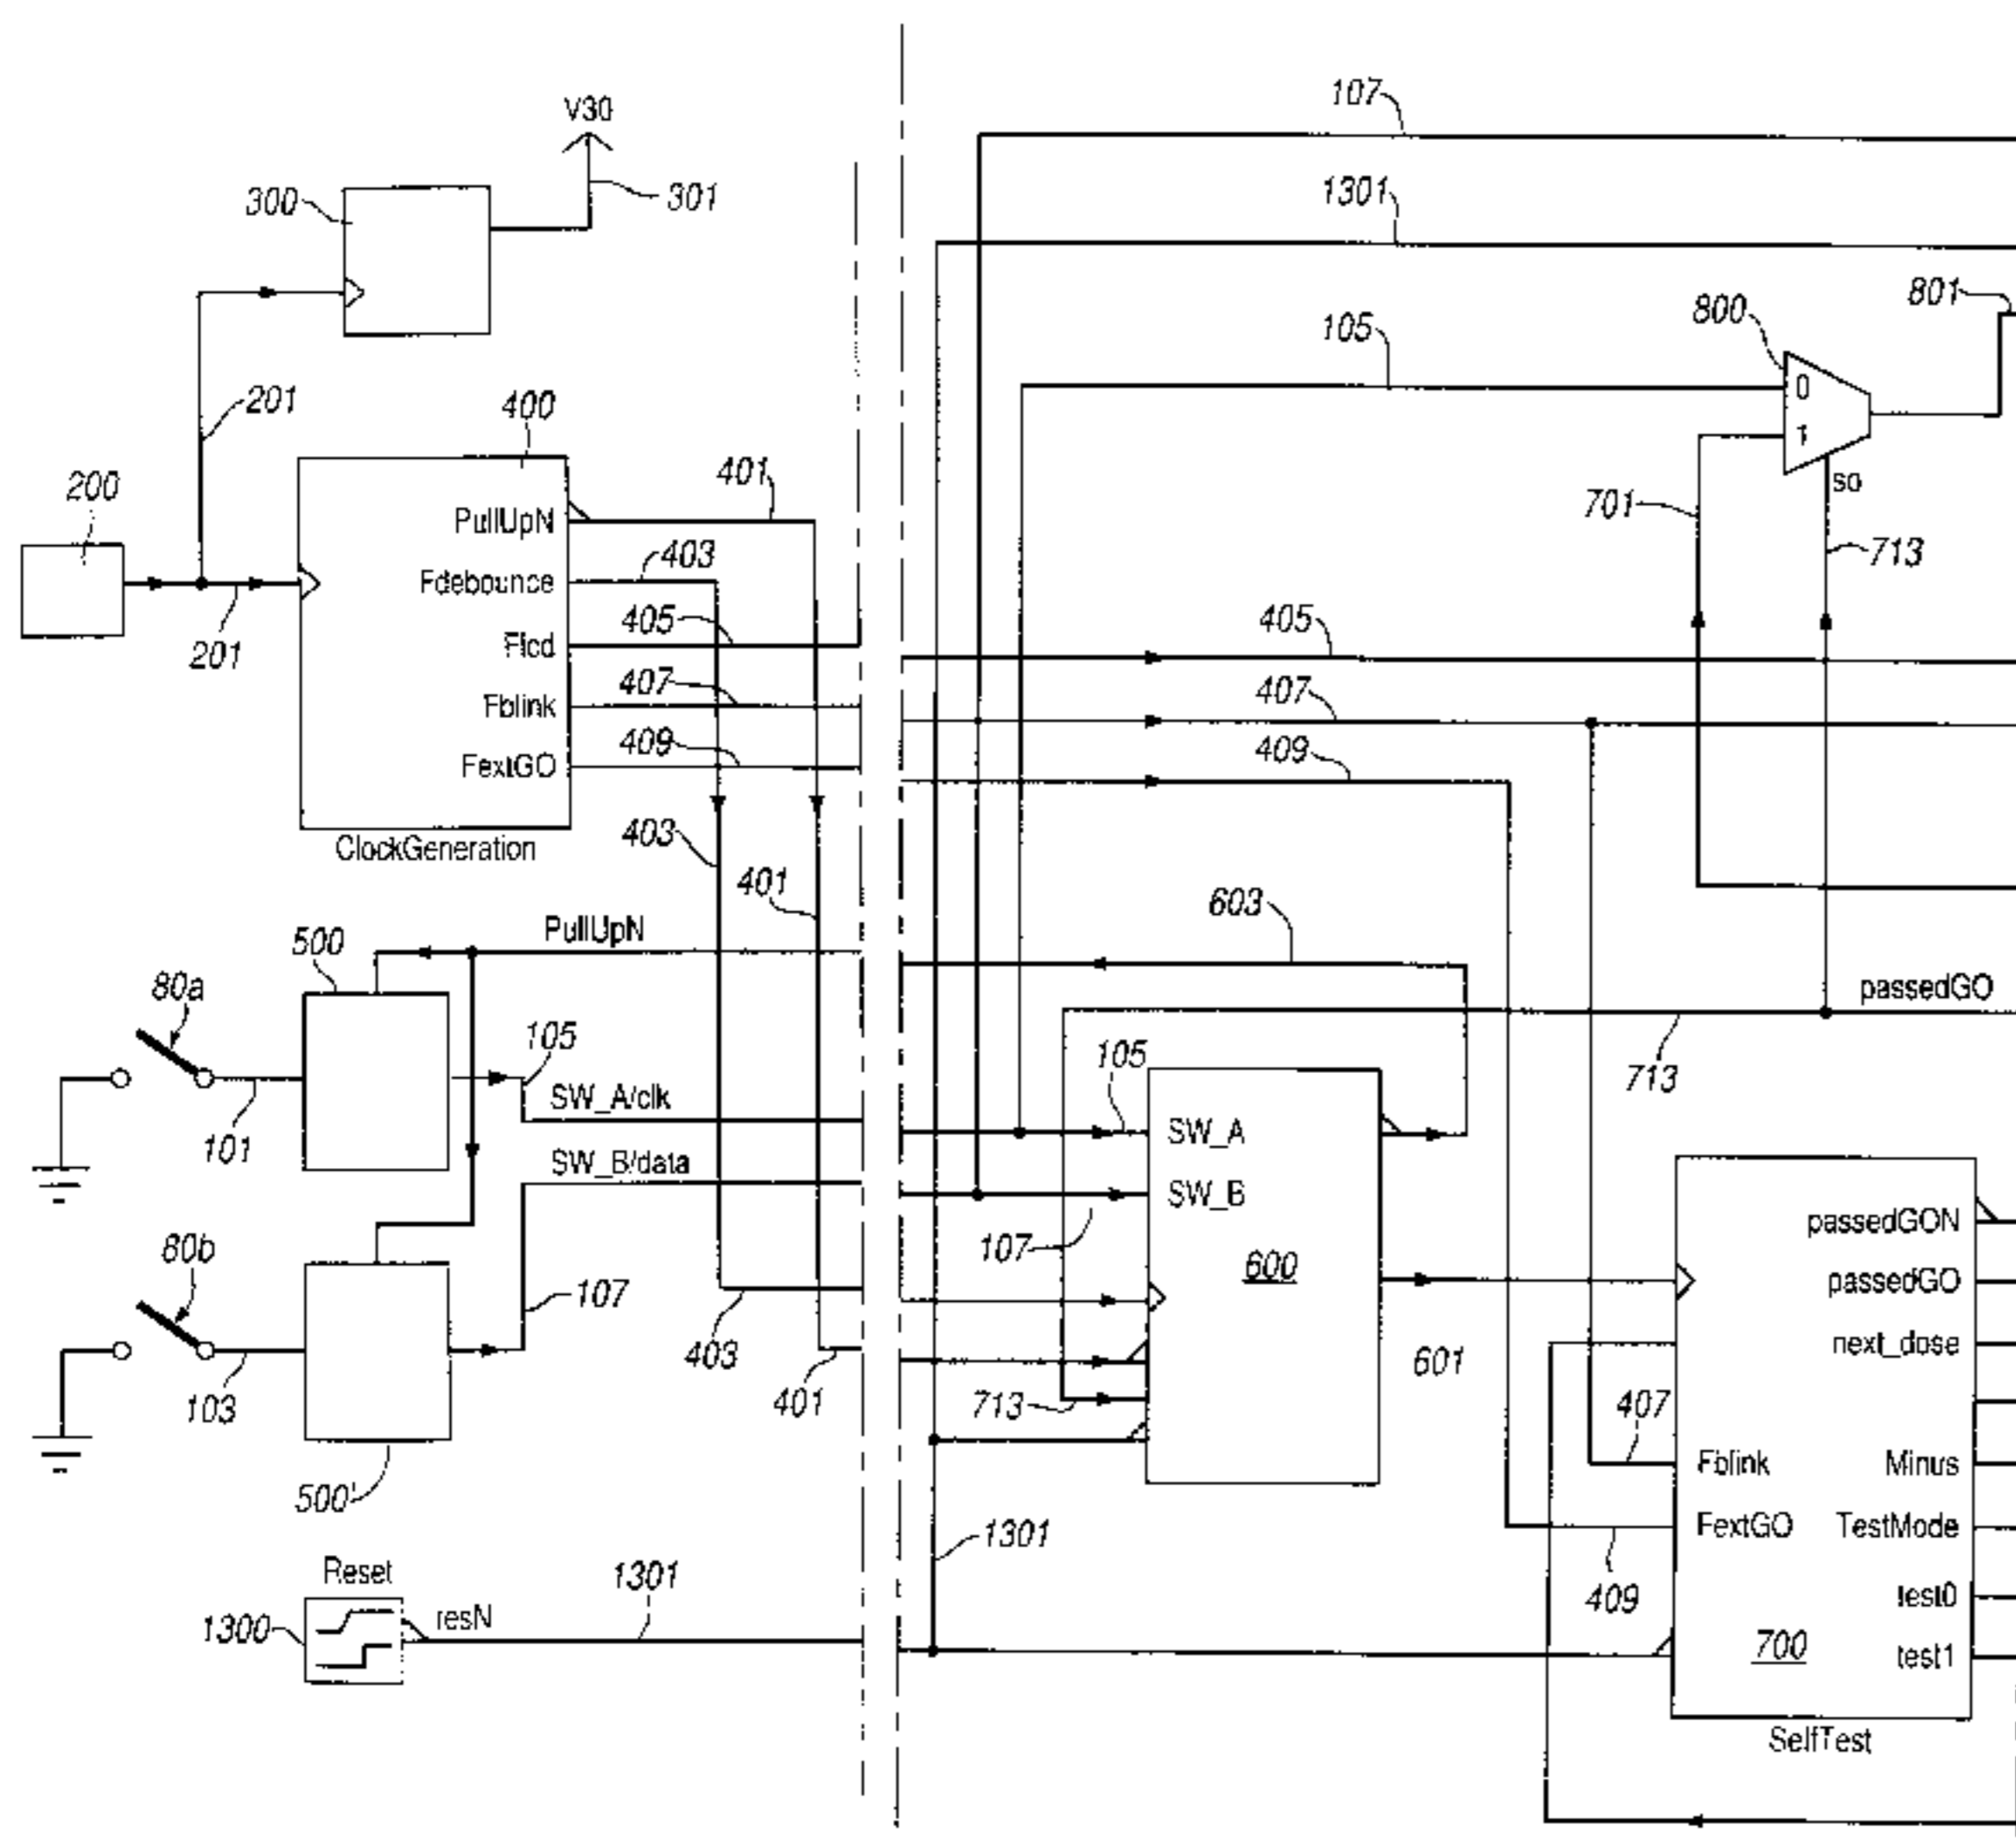 V30
300
301
201
400
200
401
PullUpN
403
Fdebounce
405
Flcd
201
407
Fblink
409
FextGO
ClockGeneration
403
401
PullUpN
500
80a
105
SW_A/clk
101
SW_B/data
80b
107
403
103
401
500'
Reset
1300
resN
1301
107
1301
801
800
105
0
1
so
701
713
405
407
409
603
passedGO
713
105
SW_A
SW_B
107
600
passedGON
passedGO
next_dose
601
713
407
Fblink
Minus
1301
FextGO
TestMode
409
test0
700
test1
SelfTest